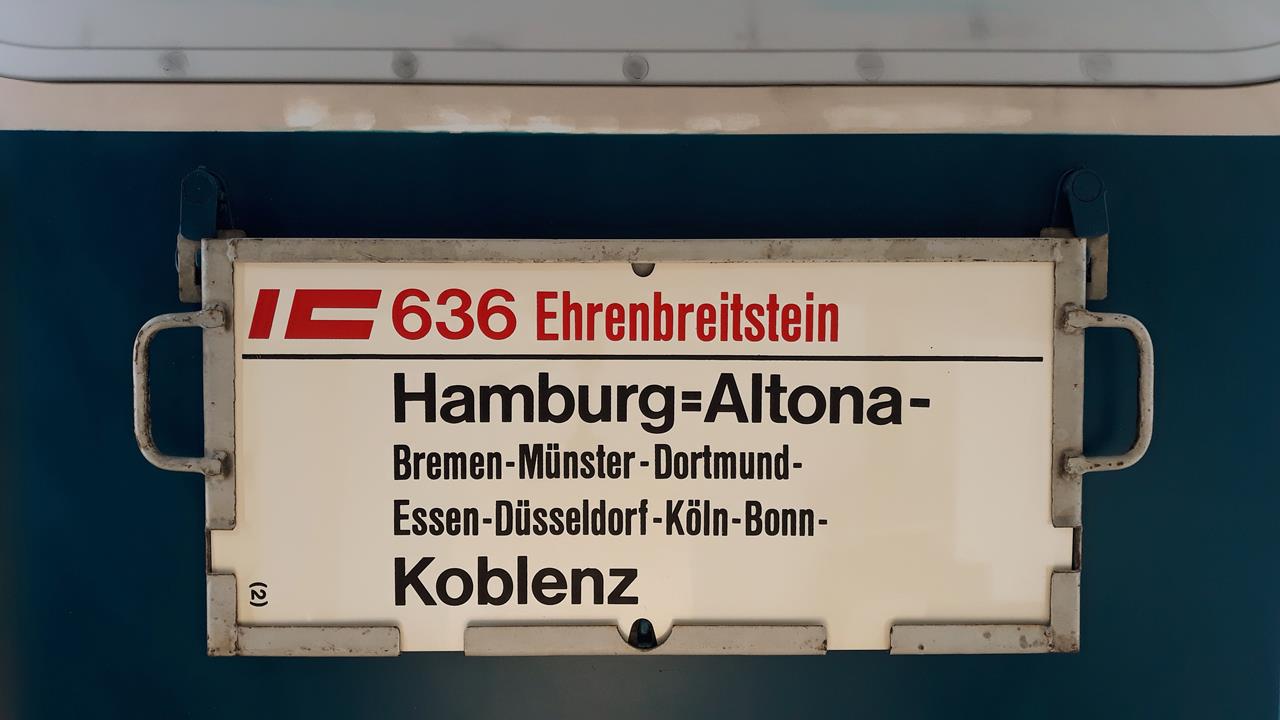 IC 636 Ehrenbreitstein
Hamburg=Altona-
Bremen-Münster-Dortmund-
Essen-Düsseldorf-Köln-Bonn-
Koblenz
(2)